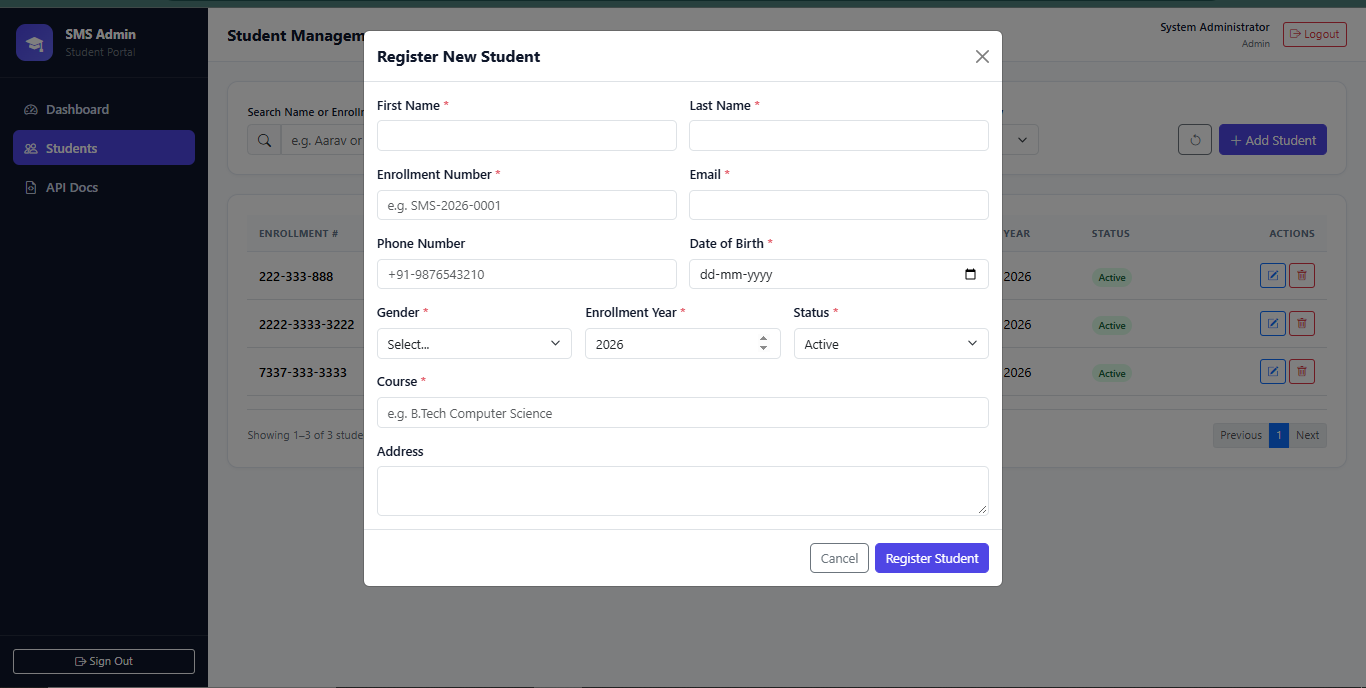 SMS Admin
Student Portal
Dashboard
Students
API Docs
Sign Out
Student Managem
System Administrator
Admin
Logout
Search Name or Enrolln
e.g. Aarav or
+ Add Student
ENROLLMENT # YEAR STATUS ACTIONS
222-333-888 2026 Active
2222-3333-3222 2026 Active
7337-333-3333 2026 Active
Showing 1–3 of 3 stude
Previous 1 Next
Register New Student
First Name * Last Name *
Enrollment Number * Email *
e.g. SMS-2026-0001
Phone Number Date of Birth *
+91-9876543210 dd-mm-yyyy
Gender * Enrollment Year * Status *
Select... 2026 Active
Course *
e.g. B.Tech Computer Science
Address
Cancel Register Student